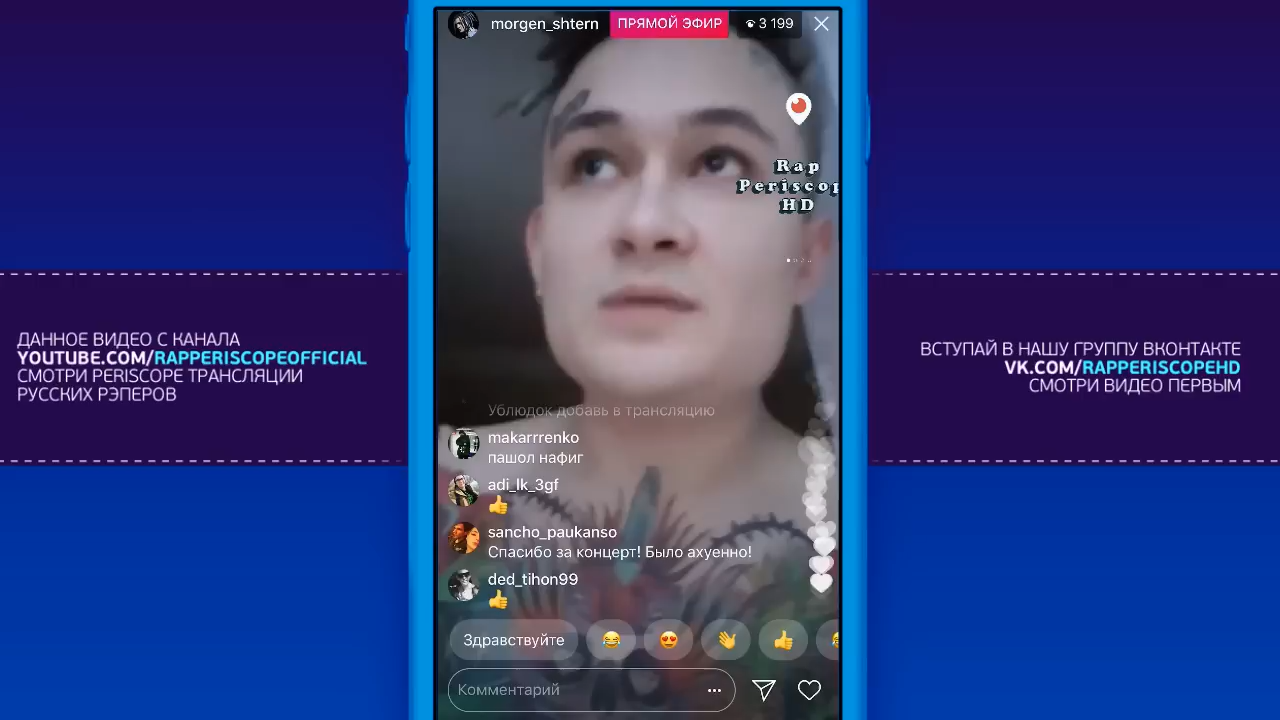 morgen_shtern ПРЯМОЙ ЭФИР 3 199
Rap
Periscop
HD
ДАННОЕ ВИДЕО С КАНАЛА
YOUTUBE.COM/RAPPERISCOPEOFFICIAL
СМОТРИ PERISCOPE ТРАНСЛЯЦИИ
РУССКИХ РЭПЕРОВ
ВСТУПАЙ В НАШУ ГРУППУ ВКОНТАКТЕ
VK.COM/RAPPERISCOPEHD
СМОТРИ ВИДЕО ПЕРВЫМ
Ублюдок добавь в трансляцию
makarrrenko
пашол нафиг
adi_lk_3gf
👍
sancho_paukanso
Спасибо за концерт! Было ахуенно!
ded_tihon99
👍
Здравствуйте 😂 😍 👋 👍
Комментарий